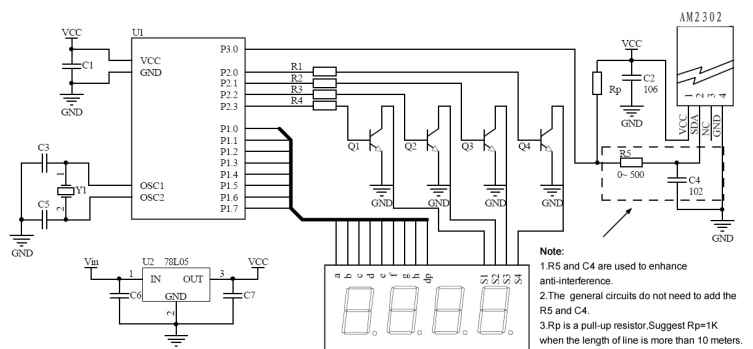 AM2302
VCC
C1
GND
U1
VCC
GND
OSC1
OSC2
P3.0
P2.0
P2.1
P2.2
P2.3
P1.0
P1.1
P1.2
P1.3
P1.4
P1.5
P1.6
P1.7
R1
R2
R3
R4
Q1
Q2
Q3
Q4
GND
GND
GND
GND
VCC
Rp
C2
106
GND
1
2
3
4
VCC
SDA
NC
GND
R5
0~ 500
C4
102
GND
C3
1
Y1
2
C5
GND
Vin
1
U2 78L05
IN OUT
GND
3
VCC
2
C6
C7
GND
a
b
c
d
e
f
g
h
dp
S1
S2
S3
S4
Note:
1.R5 and C4 are used to enhance
anti-interference.
2.The general circuits do not need to add the
R5 and C4.
3.Rp is a pull-up resistor,Suggest Rp=1K
when the length of line is more than 10 meters.